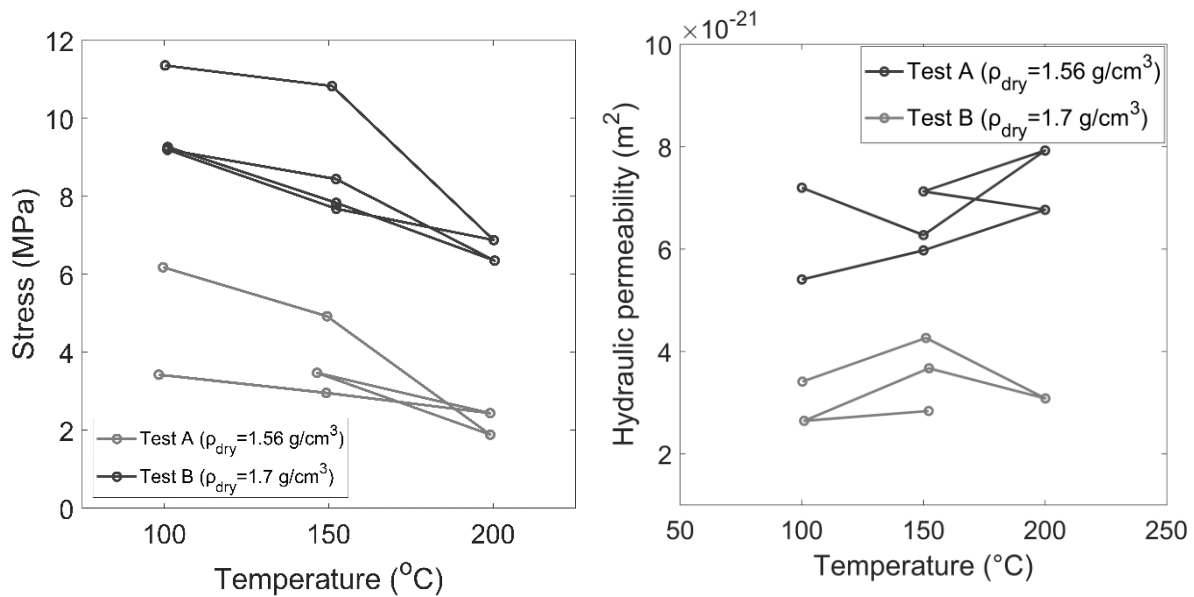 12
10
8
6
4
2
0
Stress (MPa)
Test A (ρdry=1.56 g/cm3)
Test B (ρdry=1.7 g/cm3)
100 150 200
Temperature (oC)
×10-21
10
8
6
4
2
Hydraulic permeability (m2)
Test A (ρdry=1.56 g/cm3)
Test B (ρdry=1.7 g/cm3)
50 100 150 200 250
Temperature (°C)